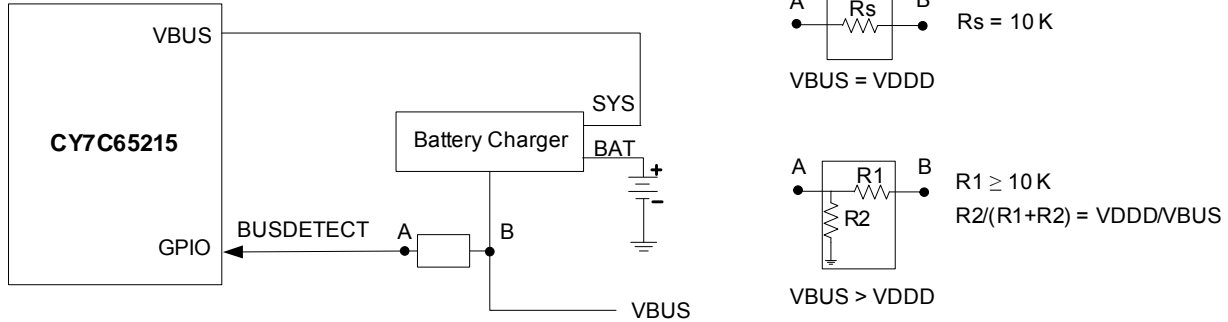 VBUS
CY7C65215
SYS
Battery Charger
BAT
+
-
BUSDETECT
A
B
GPIO
VBUS
A
B
Rs
Rs = 10 K
VBUS = VDDD
A
B
R1
R2
R1 ≥ 10 K
R2/(R1+R2) = VDDD/VBUS
VBUS > VDDD